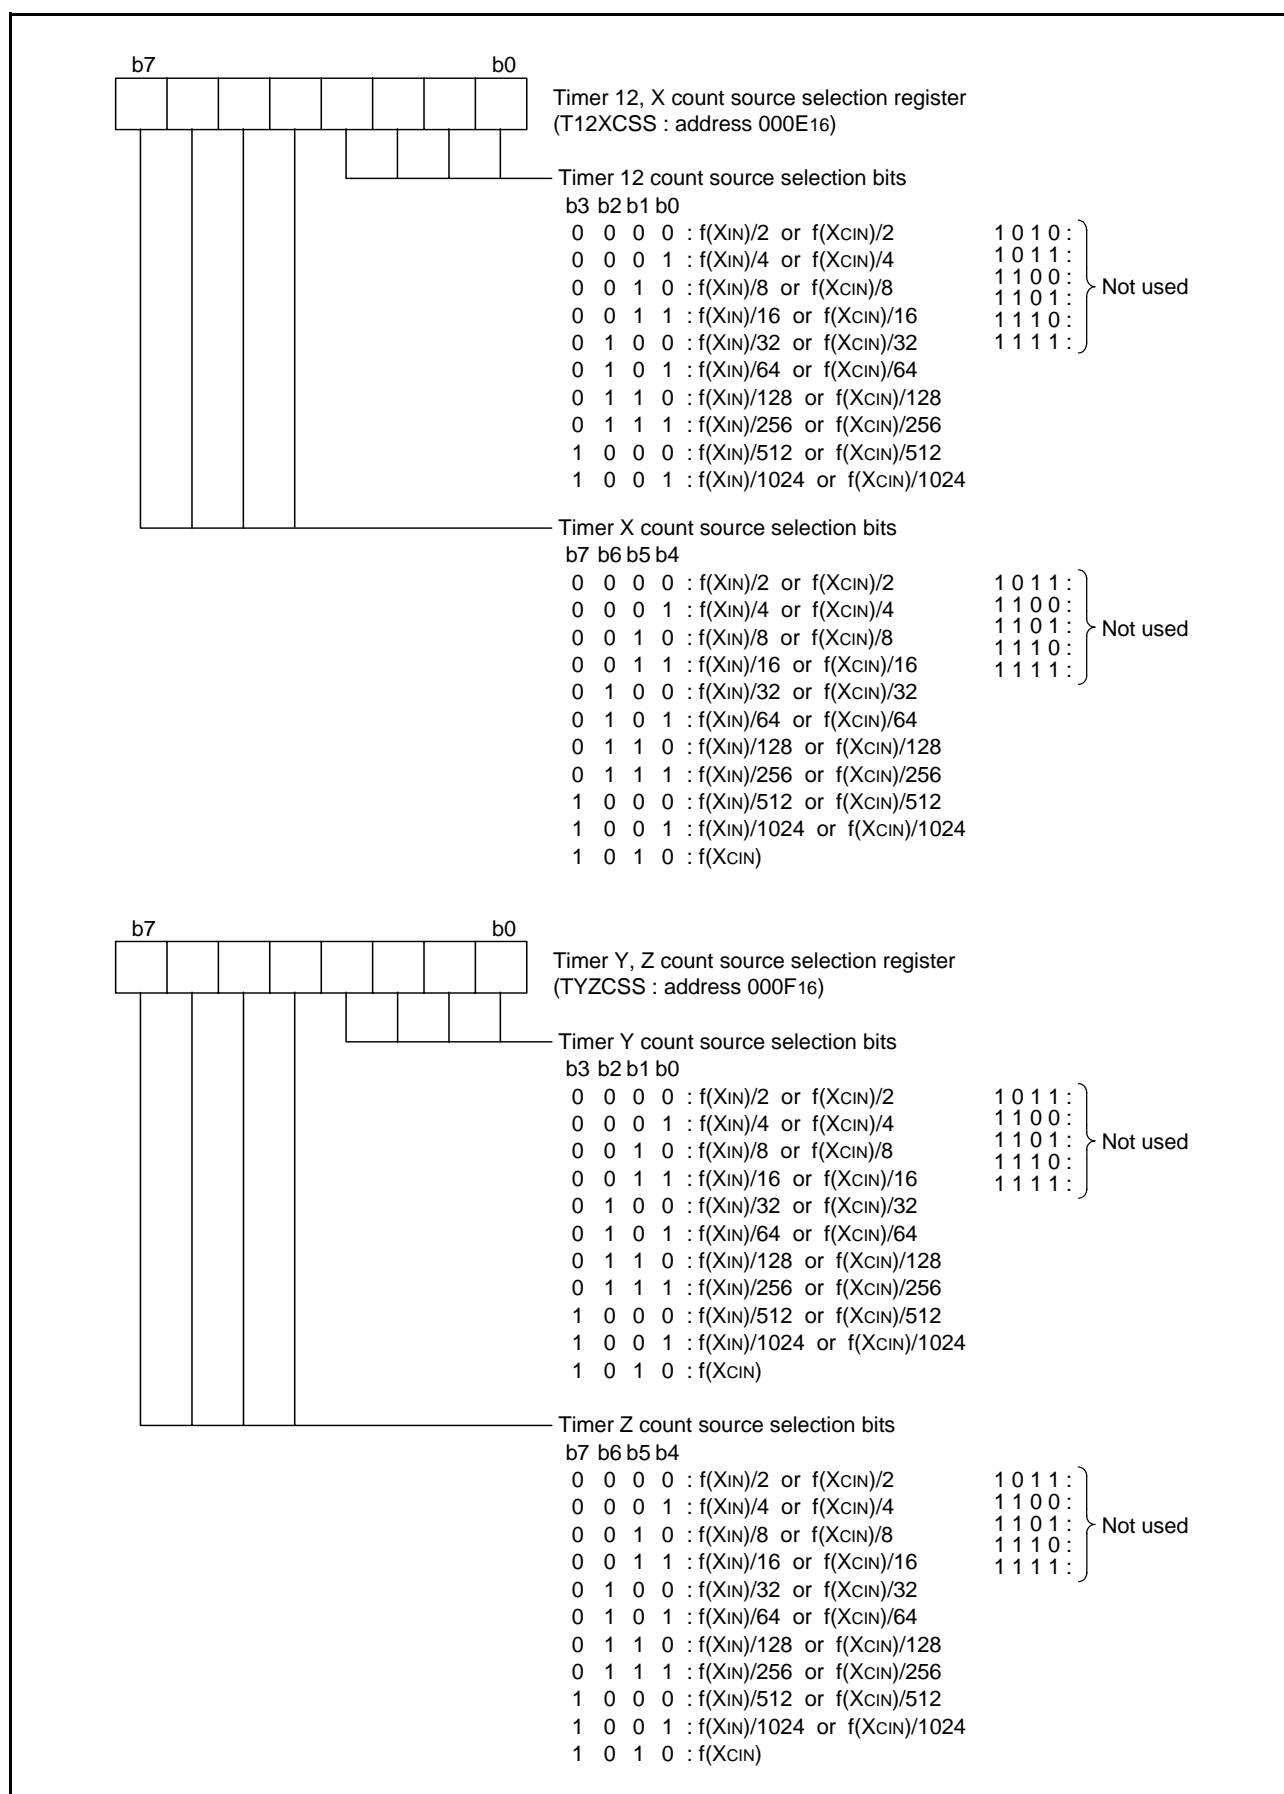 b7 b0
Timer 12, X count source selection register
(T12XCSS : address 000E16)
Timer 12 count source selection bits
b3 b2 b1 b0
0 0 0 0 : f(XIN)/2 or f(XCIN)/2
0 0 0 1 : f(XIN)/4 or f(XCIN)/4
0 0 1 0 : f(XIN)/8 or f(XCIN)/8
0 0 1 1 : f(XIN)/16 or f(XCIN)/16
0 1 0 0 : f(XIN)/32 or f(XCIN)/32
0 1 0 1 : f(XIN)/64 or f(XCIN)/64
0 1 1 0 : f(XIN)/128 or f(XCIN)/128
0 1 1 1 : f(XIN)/256 or f(XCIN)/256
1 0 0 0 : f(XIN)/512 or f(XCIN)/512
1 0 0 1 : f(XIN)/1024 or f(XCIN)/1024
1 0 1 0 :
1 0 1 1 :
1 1 0 0 :
1 1 0 1 :
1 1 1 0 :
1 1 1 1 :
Not used
Timer X count source selection bits
b7 b6 b5 b4
0 0 0 0 : f(XIN)/2 or f(XCIN)/2
0 0 0 1 : f(XIN)/4 or f(XCIN)/4
0 0 1 0 : f(XIN)/8 or f(XCIN)/8
0 0 1 1 : f(XIN)/16 or f(XCIN)/16
0 1 0 0 : f(XIN)/32 or f(XCIN)/32
0 1 0 1 : f(XIN)/64 or f(XCIN)/64
0 1 1 0 : f(XIN)/128 or f(XCIN)/128
0 1 1 1 : f(XIN)/256 or f(XCIN)/256
1 0 0 0 : f(XIN)/512 or f(XCIN)/512
1 0 0 1 : f(XIN)/1024 or f(XCIN)/1024
1 0 1 0 : f(XCIN)
1 0 1 1 :
1 1 0 0 :
1 1 0 1 :
1 1 1 0 :
1 1 1 1 :
Not used
b7 b0
Timer Y, Z count source selection register
(TYZCSS : address 000F16)
Timer Y count source selection bits
b3 b2 b1 b0
0 0 0 0 : f(XIN)/2 or f(XCIN)/2
0 0 0 1 : f(XIN)/4 or f(XCIN)/4
0 0 1 0 : f(XIN)/8 or f(XCIN)/8
0 0 1 1 : f(XIN)/16 or f(XCIN)/16
0 1 0 0 : f(XIN)/32 or f(XCIN)/32
0 1 0 1 : f(XIN)/64 or f(XCIN)/64
0 1 1 0 : f(XIN)/128 or f(XCIN)/128
0 1 1 1 : f(XIN)/256 or f(XCIN)/256
1 0 0 0 : f(XIN)/512 or f(XCIN)/512
1 0 0 1 : f(XIN)/1024 or f(XCIN)/1024
1 0 1 0 : f(XCIN)
1 0 1 1 :
1 1 0 0 :
1 1 0 1 :
1 1 1 0 :
1 1 1 1 :
Not used
Timer Z count source selection bits
b7 b6 b5 b4
0 0 0 0 : f(XIN)/2 or f(XCIN)/2
0 0 0 1 : f(XIN)/4 or f(XCIN)/4
0 0 1 0 : f(XIN)/8 or f(XCIN)/8
0 0 1 1 : f(XIN)/16 or f(XCIN)/16
0 1 0 0 : f(XIN)/32 or f(XCIN)/32
0 1 0 1 : f(XIN)/64 or f(XCIN)/64
0 1 1 0 : f(XIN)/128 or f(XCIN)/128
0 1 1 1 : f(XIN)/256 or f(XCIN)/256
1 0 0 0 : f(XIN)/512 or f(XCIN)/512
1 0 0 1 : f(XIN)/1024 or f(XCIN)/1024
1 0 1 0 : f(XCIN)
1 0 1 1 :
1 1 0 0 :
1 1 0 1 :
1 1 1 0 :
1 1 1 1 :
Not used